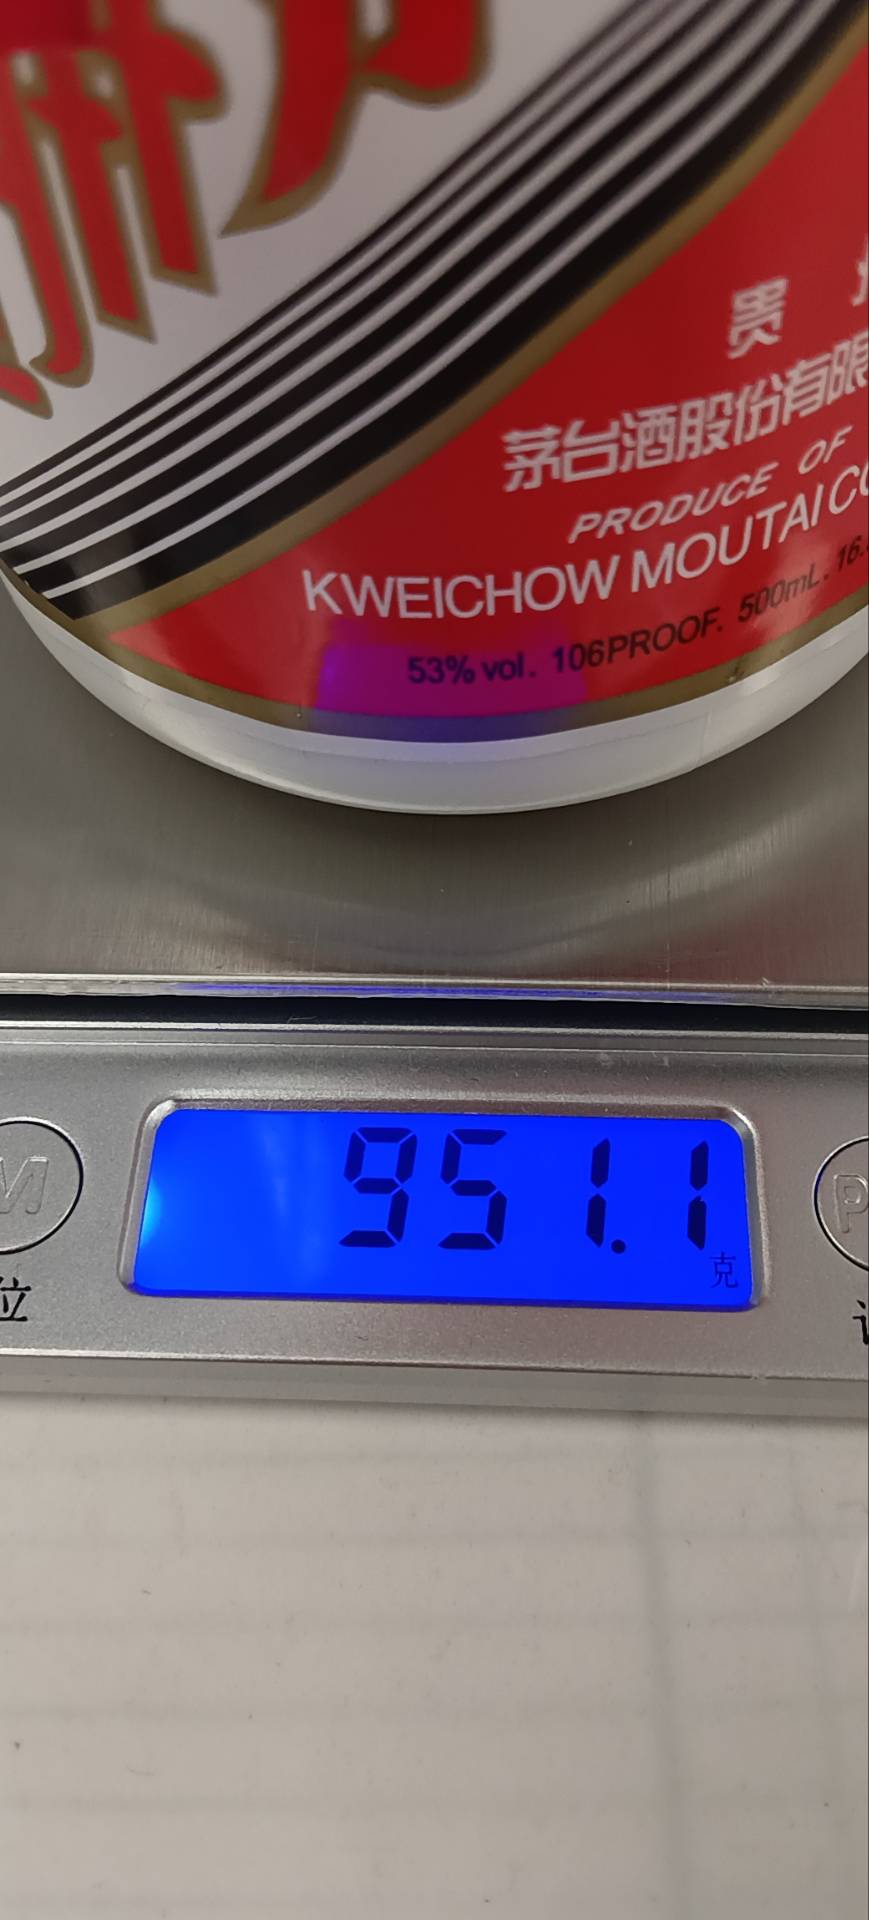 贵
茅台酒股份有限
PRODUCE OF
KWEICHOW MOUTAI CO
53% vol. 106PROOF. 500mL. 16.
951.1
克
M
P
位